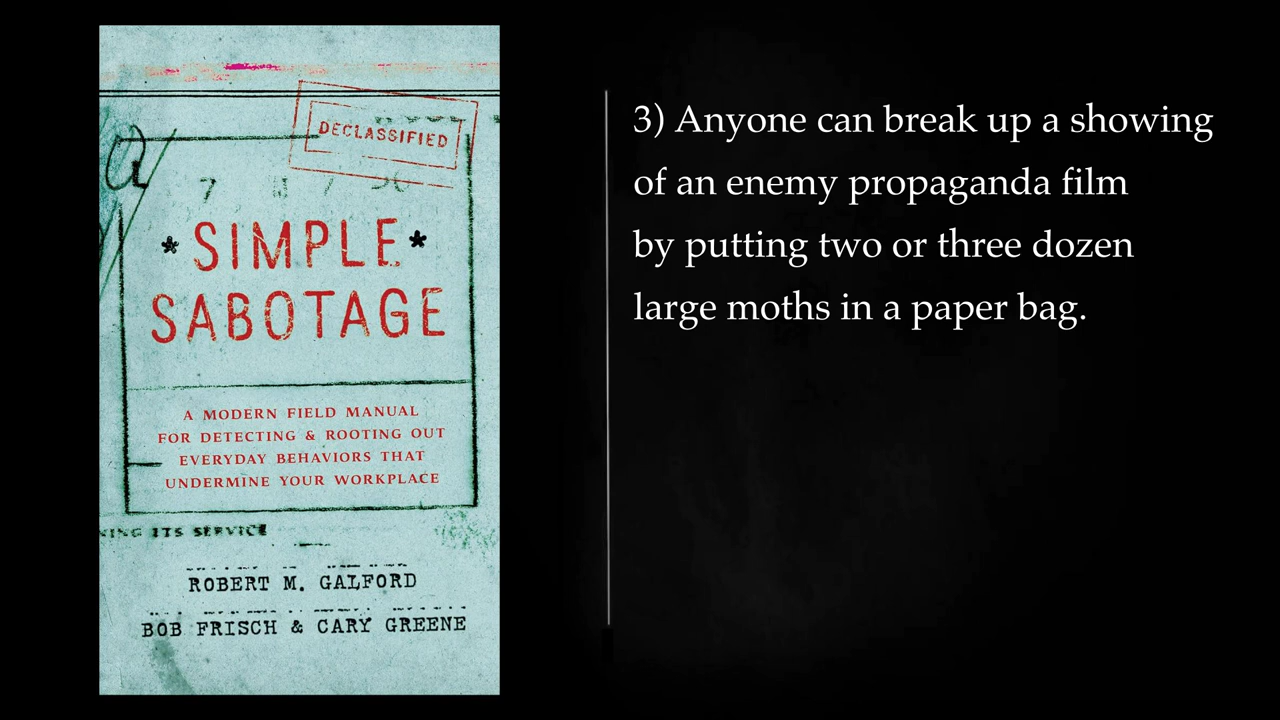 DECLASSIFIED
*SIMPLE*
SABOTAGE
A MODERN FIELD MANUAL
FOR DETECTING & ROOTING OUT
EVERYDAY BEHAVIORS THAT
UNDERMINE YOUR WORKPLACE
ITS SERVICE
ROBERT M. GALFORD
BOB FRISCH & CARY GREENE
3) Anyone can break up a showing
of an enemy propaganda film
by putting two or three dozen
large moths in a paper bag.